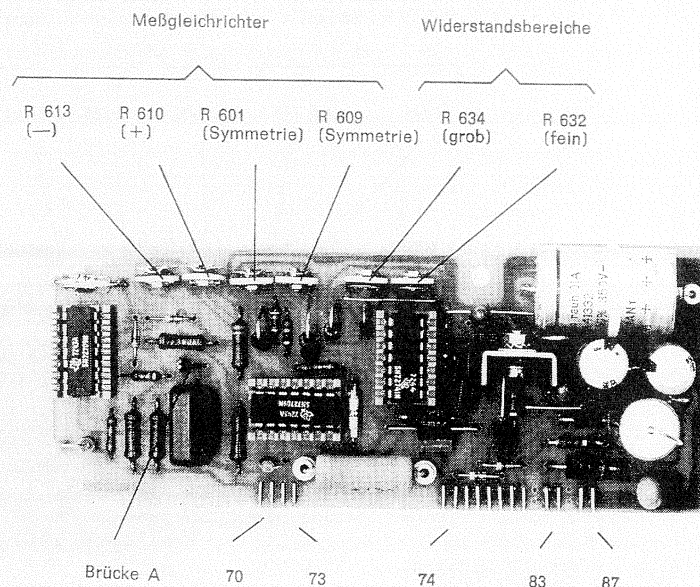 Meßgleichrichter
Widerstandsbereiche
R 613
(—)
R 610
(+)
R 601
(Symmetrie)
R 609
(Symmetrie)
R 634
(grob)
R 632
(fein)
Brücke A
70
73
74
83
87